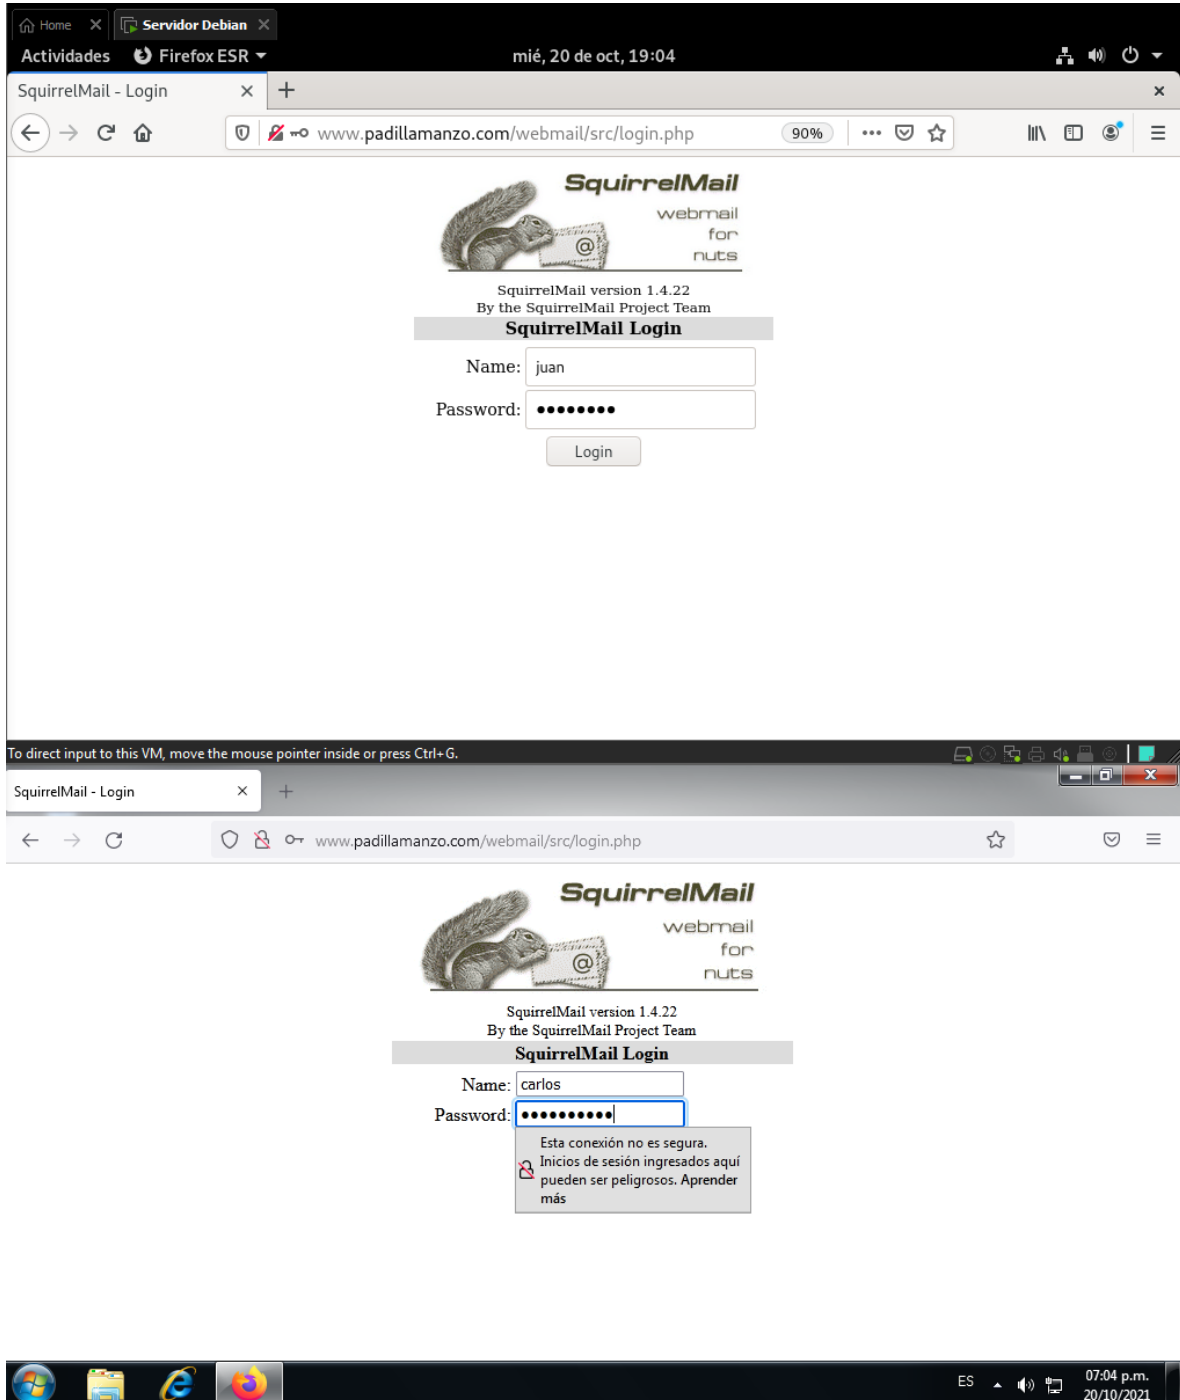 Home
Servidor Debian
Actividades Firefox ESR mié, 20 de oct, 19:04
SquirrelMail - Login
www.padillamanzo.com/webmail/src/login.php 90%
SquirrelMail
webmail
for
nuts
@
SquirrelMail version 1.4.22
By the SquirrelMail Project Team
SquirrelMail Login
Name: juan
Password: ●●●●●●●●
Login
To direct input to this VM, move the mouse pointer inside or press Ctrl+G.
SquirrelMail - Login
www.padillamanzo.com/webmail/src/login.php
SquirrelMail
webmail
for
nuts
@
SquirrelMail version 1.4.22
By the SquirrelMail Project Team
SquirrelMail Login
Name: carlos
Password: ●●●●●●●●●●
Esta conexión no es segura.
Inicios de sesión ingresados aquí
pueden ser peligrosos. Aprender
más
ES 07:04 p.m.
20/10/2021